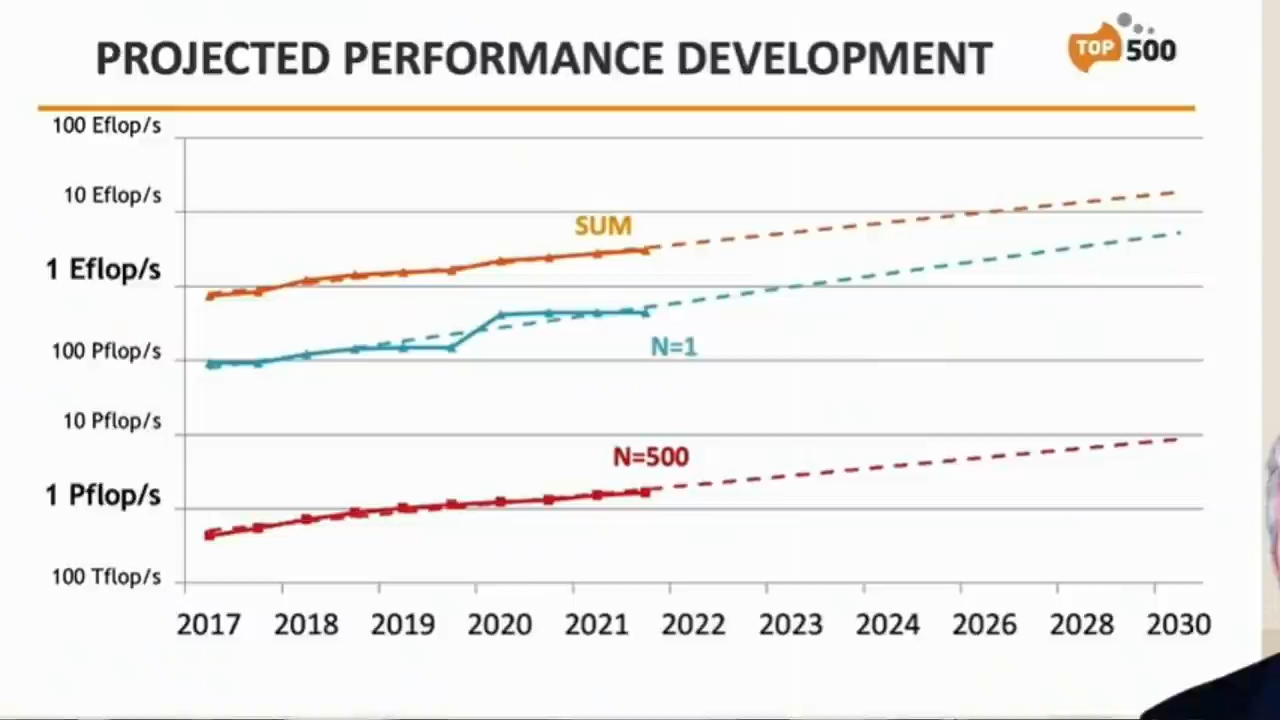 PROJECTED PERFORMANCE DEVELOPMENT
TOP 500
100 Eflop/s
10 Eflop/s
SUM
1 Eflop/s
N=1
100 Pflop/s
10 Pflop/s
N=500
1 Pflop/s
100 Tflop/s
2017 2018 2019 2020 2021 2022 2023 2024 2026 2028 2030